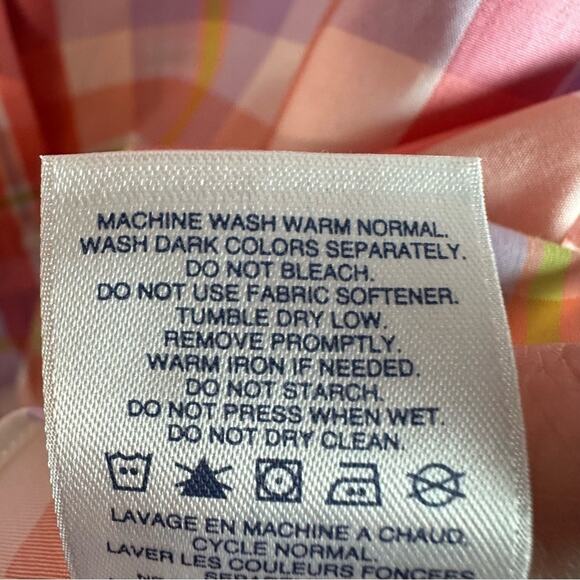 MACHINE WASH WARM NORMAL.
WASH DARK COLORS SEPARATELY.
DO NOT BLEACH.
DO NOT USE FABRIC SOFTENER.
TUMBLE DRY LOW.
REMOVE PROMPTLY.
WARM IRON IF NEEDED.
DO NOT STARCH.
DO NOT PRESS WHEN WET.
DO NOT DRY CLEAN.
LAVAGE EN MACHINE A CHAUD.
CYCLE NORMAL.
LAVER LES COULEURS FONCEES